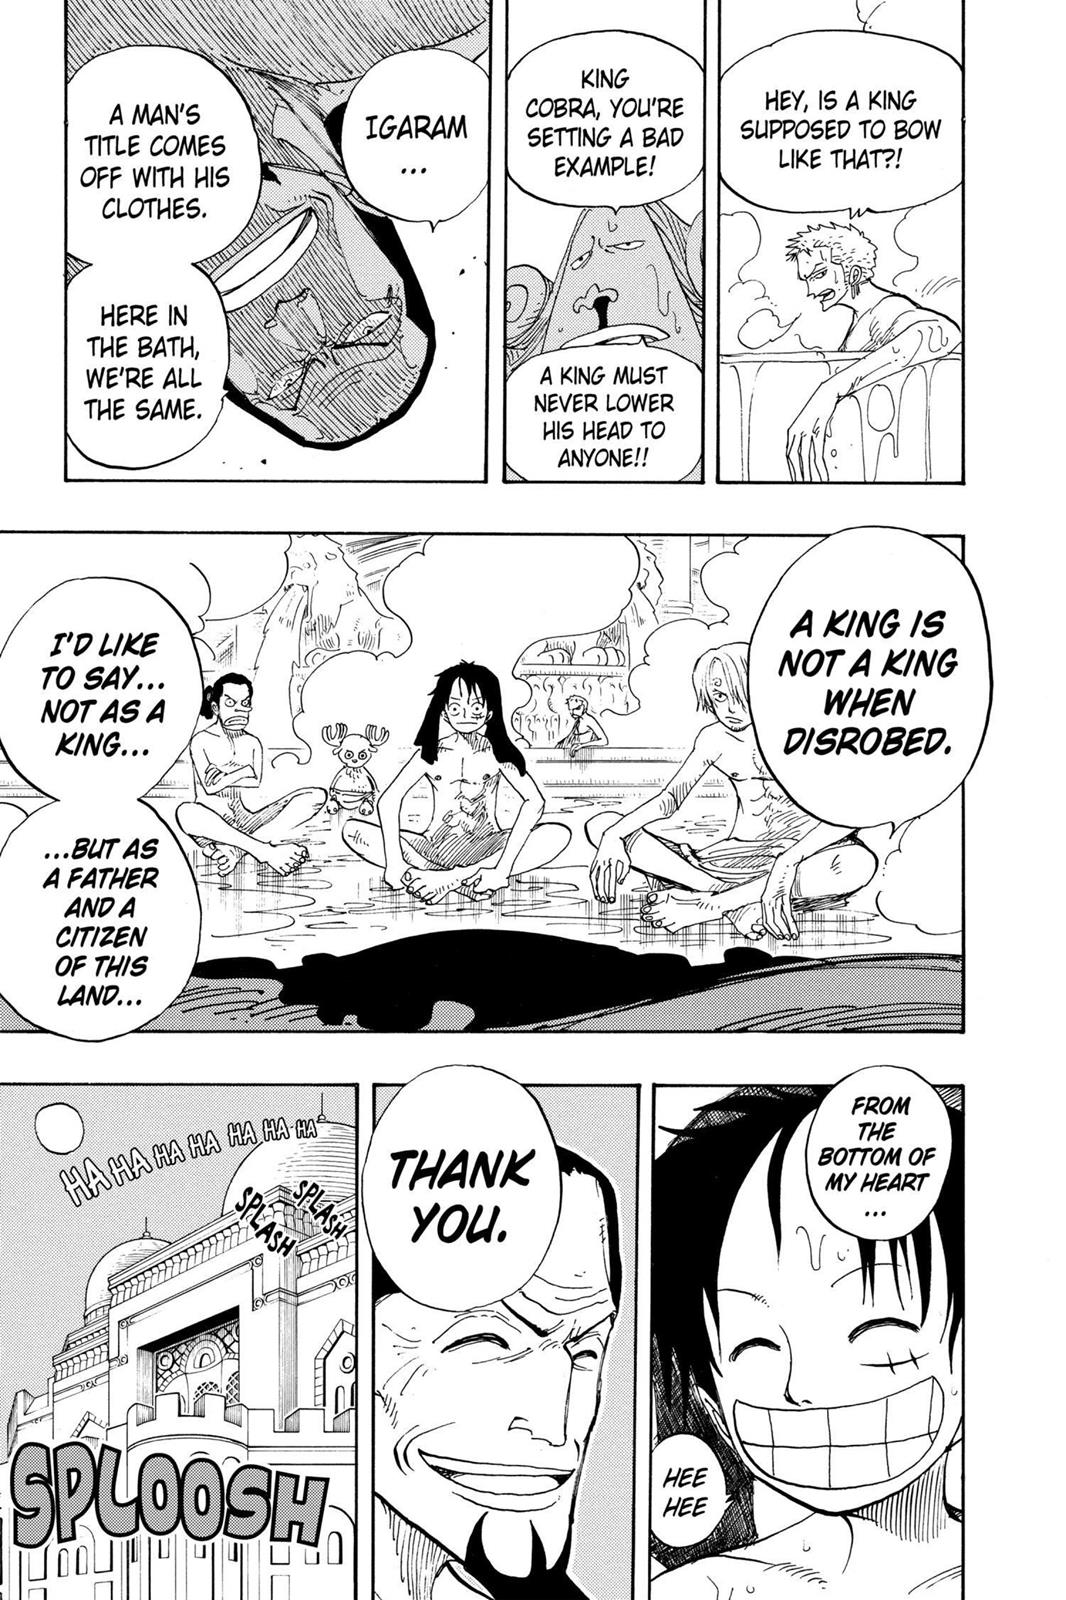 HEY, IS A KING
SUPPOSED TO BOW
LIKE THAT?!
KING
COBRA, YOU'RE
SETTING A BAD
EXAMPLE!
A KING MUST
NEVER LOWER
HIS HEAD TO
ANYONE!!
IGARAM
...
A MAN'S
TITLE COMES
OFF WITH HIS
CLOTHES.
HERE IN
THE BATH,
WE'RE ALL
THE SAME.
A KING IS
NOT A KING
WHEN
DISROBED.
I'D LIKE
TO SAY...
NOT AS A
KING...
...BUT AS
A FATHER
AND A
CITIZEN
OF THIS
LAND...
FROM
THE
BOTTOM OF
MY HEART
...
HEE
HEE
THANK
YOU.
HA HA HA HA HA HA HA
SPLASH
SPLASH
SPLOOSH